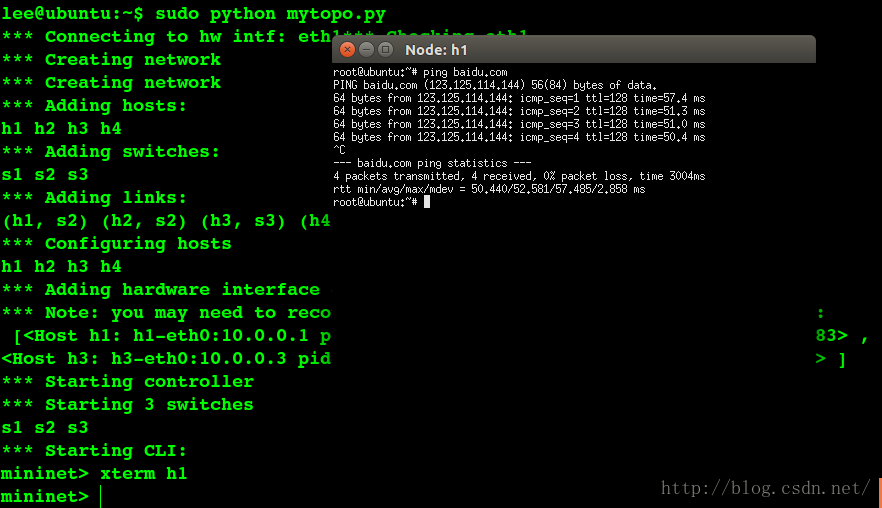 lee@ubuntu:~$ sudo python mytopo.py
*** Connecting to hw intf: eth1*** Checking eth1
*** Creating network
*** Creating network
*** Adding hosts:
h1 h2 h3 h4
*** Adding switches:
s1 s2 s3
*** Adding links:
(h1, s2) (h2, s2) (h3, s3) (h4
*** Configuring hosts
h1 h2 h3 h4
*** Adding hardware interface
*** Note: you may need to reco :
[<Host h1: h1-eth0:10.0.0.1 p 83> ,
<Host h3: h3-eth0:10.0.0.3 pid > ]
*** Starting controller
*** Starting 3 switches
s1 s2 s3
*** Starting CLI:
mininet> xterm h1
mininet>
Node: h1
root@ubuntu:~# ping baidu.com
PING baidu.com (123.125.114.144) 56(84) bytes of data.
64 bytes from 123.125.114.144: icmp_seq=1 ttl=128 time=57.4 ms
64 bytes from 123.125.114.144: icmp_seq=2 ttl=128 time=51.3 ms
64 bytes from 123.125.114.144: icmp_seq=3 ttl=128 time=51.0 ms
64 bytes from 123.125.114.144: icmp_seq=4 ttl=128 time=50.4 ms
^C
--- baidu.com ping statistics ---
4 packets transmitted, 4 received, 0% packet loss, time 3004ms
rtt min/avg/max/mdev = 50.440/52.581/57.485/2.858 ms
root@ubuntu:~#
http://blog.csdn.net/